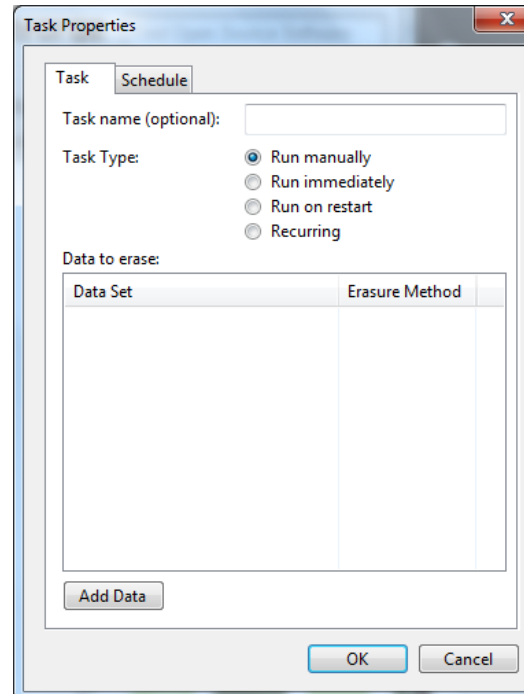 Task Properties
Task Schedule
Task name (optional):
Task Type: Run manually
Run immediately
Run on restart
Recurring
Data to erase:
Data Set Erasure Method
Add Data
OK Cancel